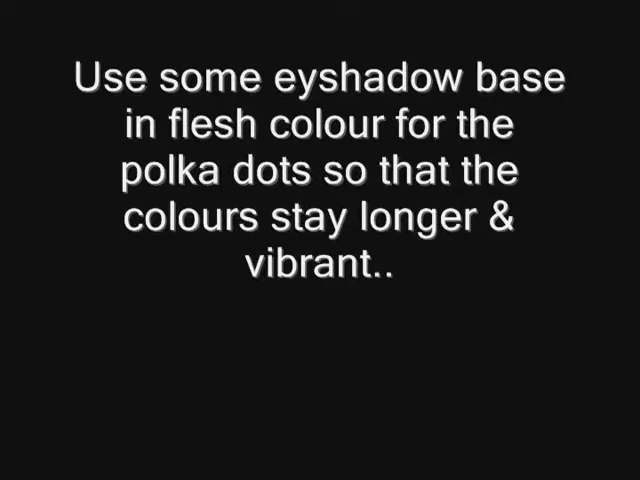 Use some eyshadow base
in flesh colour for the
polka dots so that the
colours stay longer &
vibrant..